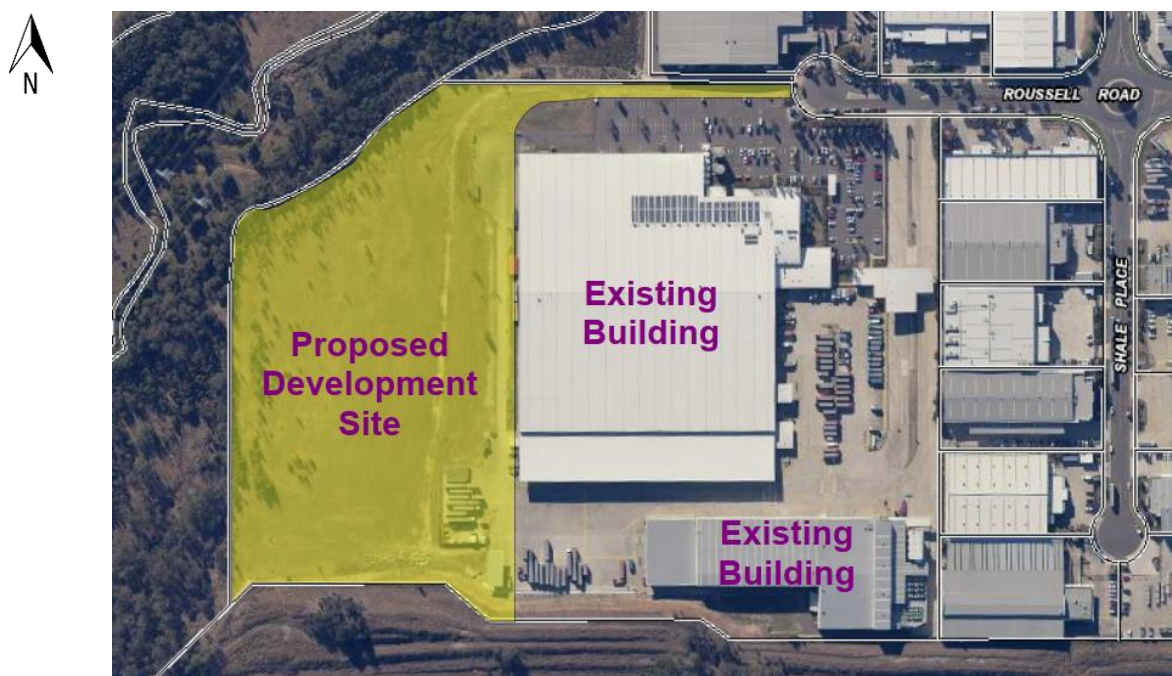 N
ROUSSELL ROAD
Existing
Building
SHALE PLACE
Proposed
Development
Site
Existing
Building